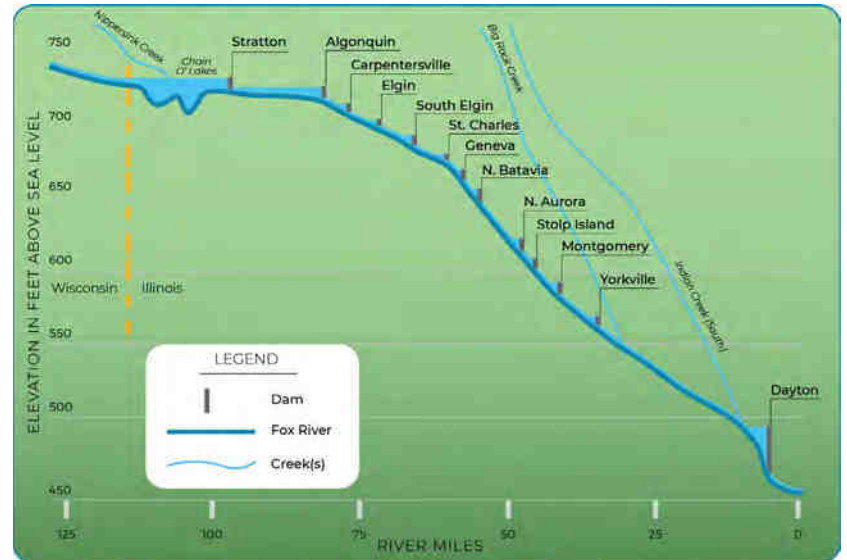 Nippersink Creek
Chain
O' Lakes
Stratton
Algonquin
Carpentersville
Elgin
South Elgin
St. Charles
Geneva
N. Batavia
N. Aurora
Stolp Island
Montgomery
Yorkville
Dayton
Big Rock Creek
Indian Creek (South)
Wisconsin
Illinois
ELEVATION IN FEET ABOVE SEA LEVEL
750
700
650
600
550
500
450
LEGEND
Dam
Fox River
Creek(s)
125
100
75
50
25
0
RIVER MILES